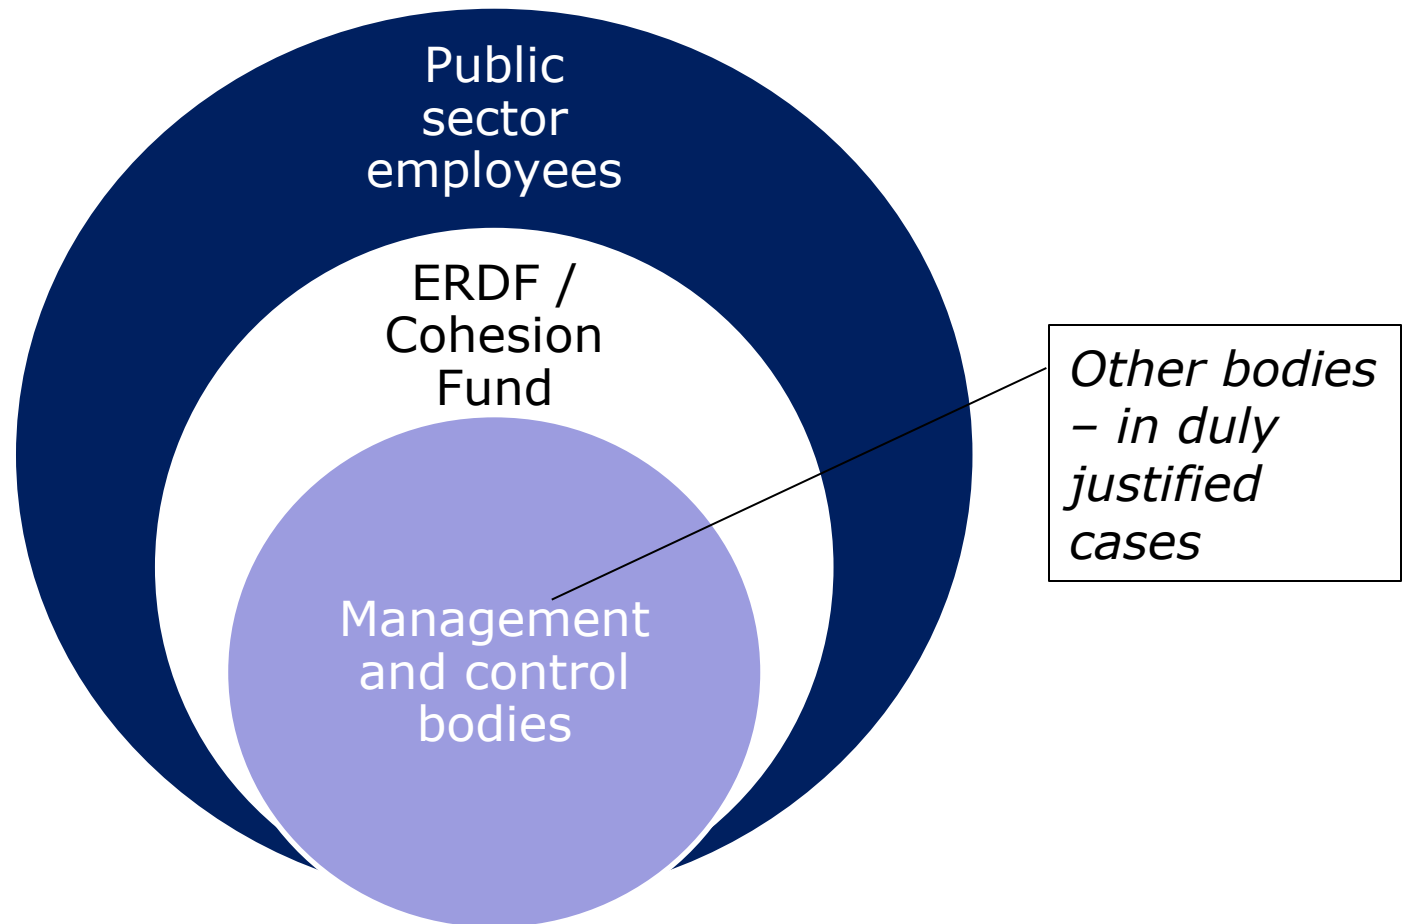 Public
sector
employees
ERDF /
Cohesion
Fund
Other bodies
– in duly
justified
cases
Management
and control
bodies